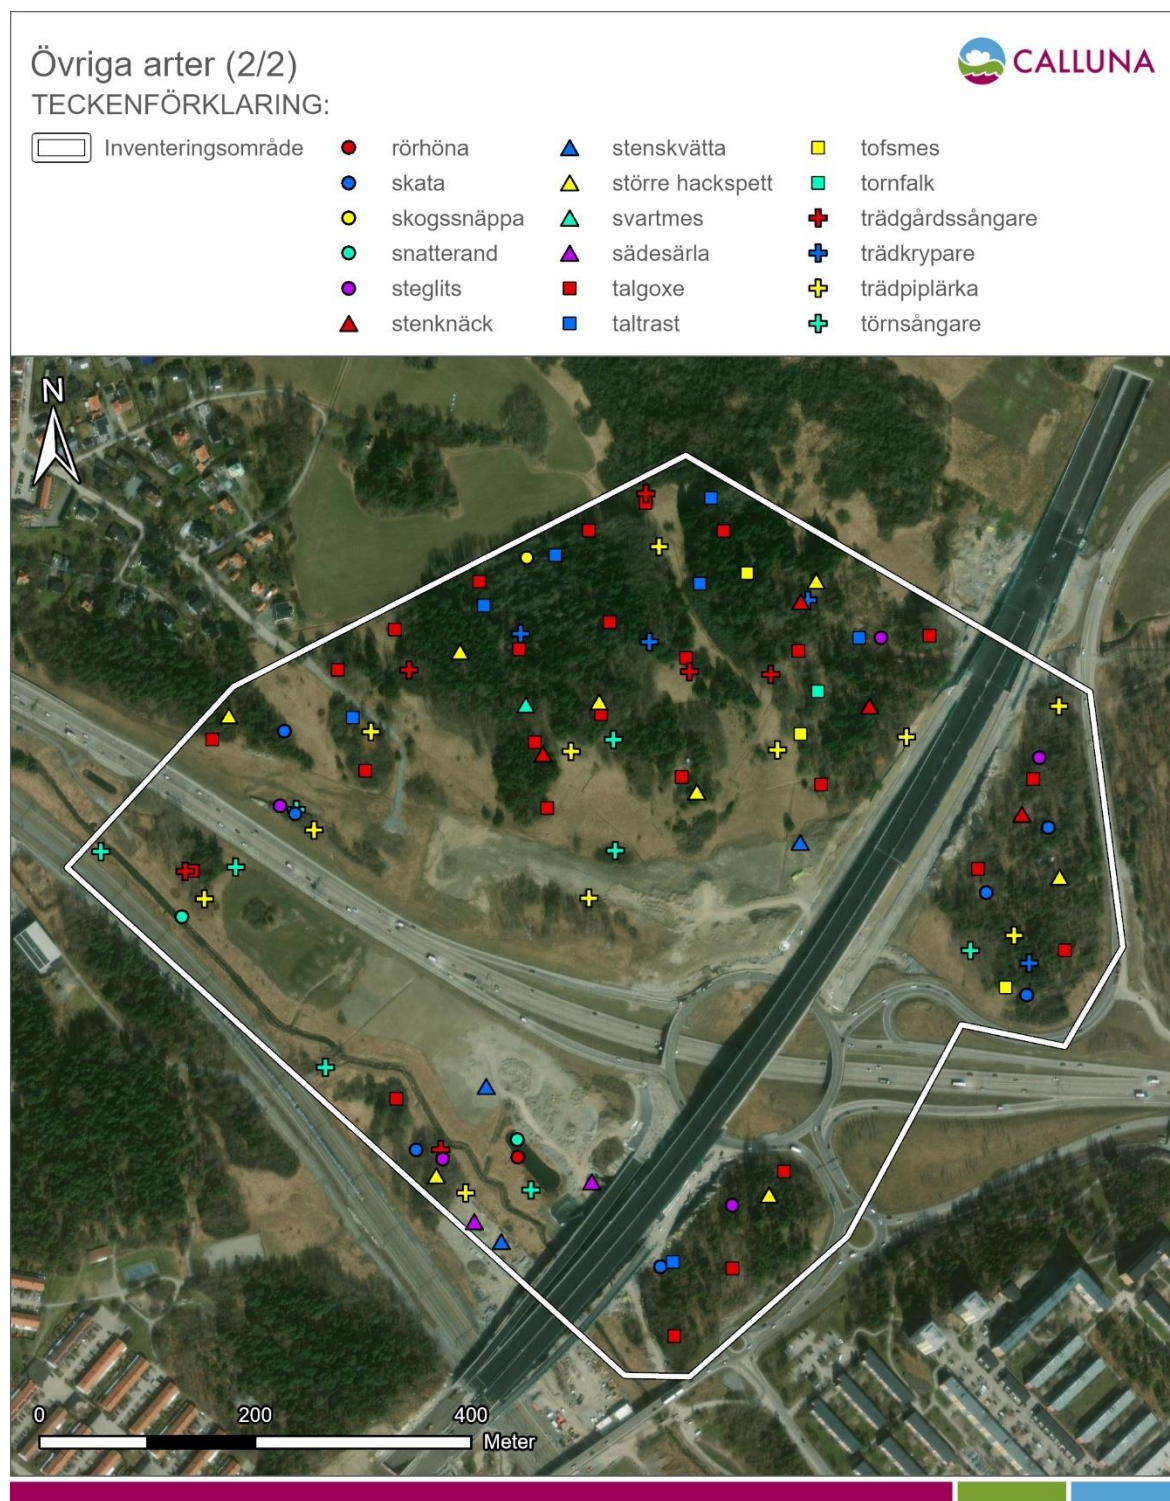 Övriga arter (2/2)
CALLUNA
TECKENFÖRKLARING:
Inventeringsområde
rörhöna
skata
skogssnäppa
snatterand
steglits
stenknäck
stenskvätta
större hackspett
svartmes
sädesärla
talgoxe
taltrast
tofsmes
tornfalk
trädgårdssångare
trädkrypare
trädpiplärka
törnsångare
N
0 200 400
Meter